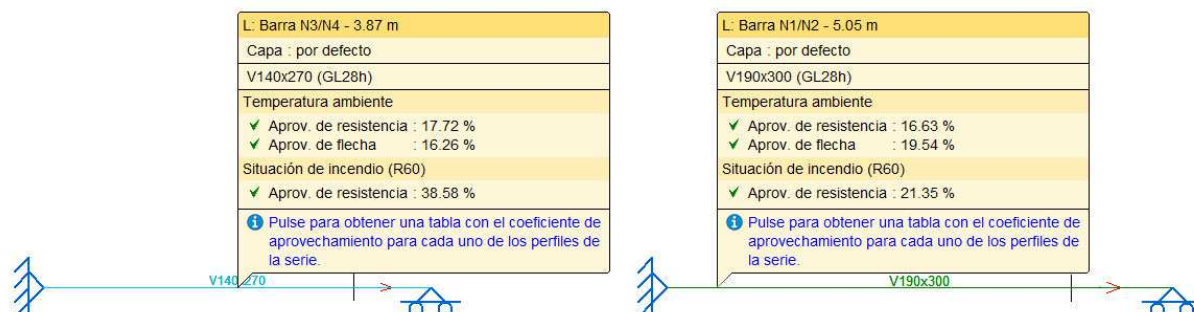 L: Barra N3/N4 - 3.87 m
Capa : por defecto
V140x270 (GL28h)
Temperatura ambiente
Aprov. de resistencia : 17.72 %
Aprov. de flecha : 16.26 %
Situación de incendio (R60)
Aprov. de resistencia : 38.58 %
Pulse para obtener una tabla con el coeficiente de
aprovechamiento para cada uno de los perfiles de
la serie.
V140x270
L: Barra N1/N2 - 5.05 m
Capa : por defecto
V190x300 (GL28h)
Temperatura ambiente
Aprov. de resistencia : 16.63 %
Aprov. de flecha : 19.54 %
Situación de incendio (R60)
Aprov. de resistencia : 21.35 %
Pulse para obtener una tabla con el coeficiente de
aprovechamiento para cada uno de los perfiles de
la serie.
V190x300